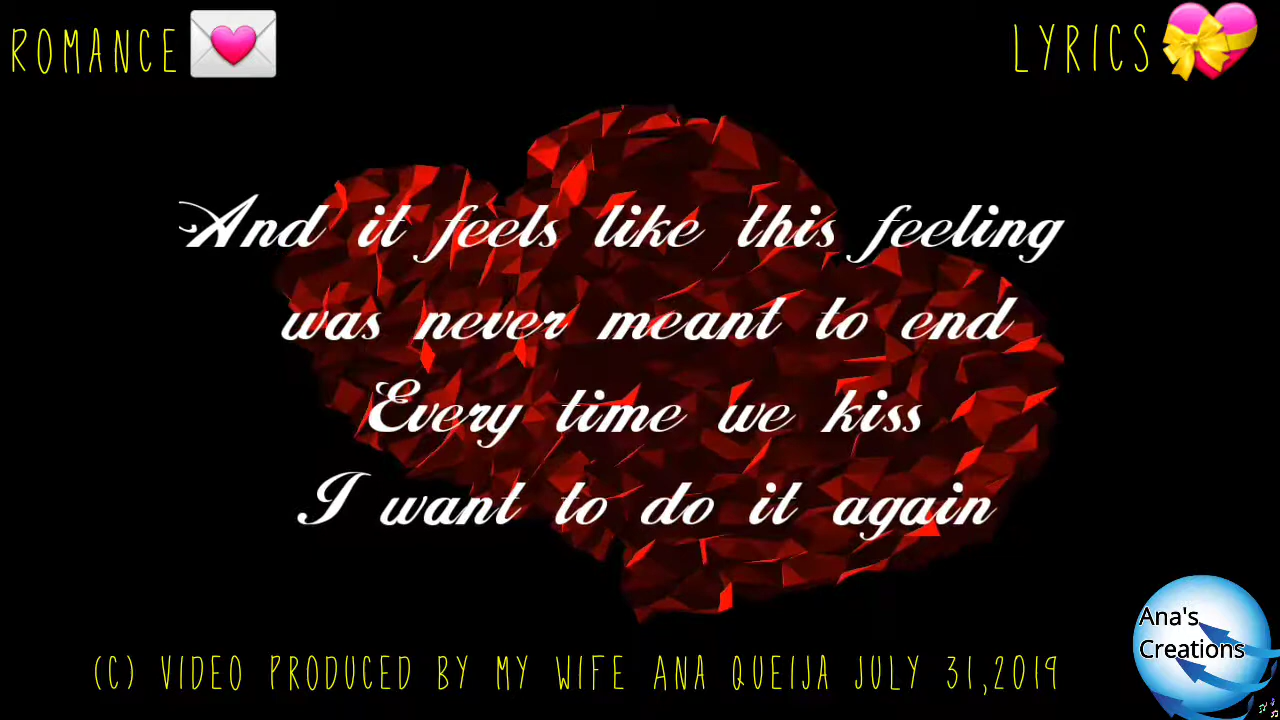 ROMANCE
LYRICS
And it feels like this feeling
was never meant to end
Every time we kiss
I want to do it again
Ana's
Creations
(C) VIDEO PRODUCED BY MY WIFE ANA QUEIJA JULY 31,2019